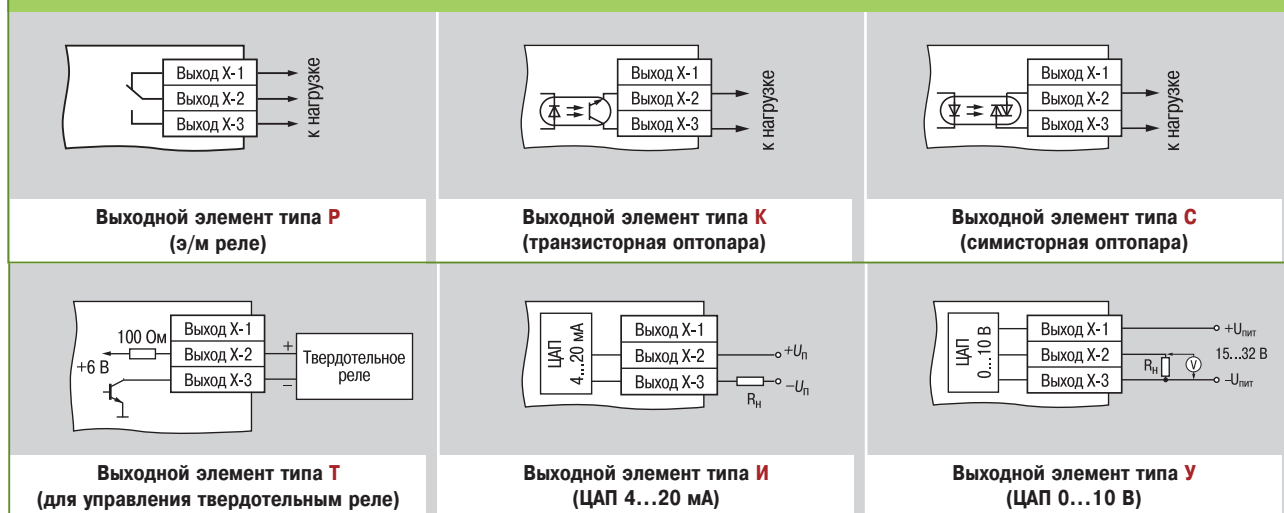 Выход X-1
Выход X-2
Выход X-3
к нагрузке
Выходной элемент типа Р
(э/м реле)
Выход X-1
Выход X-2
Выход X-3
к нагрузке
Выходной элемент типа К
(транзисторная оптопара)
Выход X-1
Выход X-2
Выход X-3
к нагрузке
Выходной элемент типа С
(симисторная оптопара)
100 Ом
+6 В
Выход X-1
Выход X-2
Выход X-3
+
–
Твердотельное
реле
Выходной элемент типа Т
(для управления твердотельным реле)
ЦАП
4...20 мА
Выход X-1
Выход X-2
Выход X-3
+Uп
–Uп
Rн
Выходной элемент типа И
(ЦАП 4...20 мА)
ЦАП
0...10 В
Выход X-1
Выход X-2
Выход X-3
Rн
V
+Uпит
15...32 В
–Uпит
Выходной элемент типа У
(ЦАП 0...10 В)